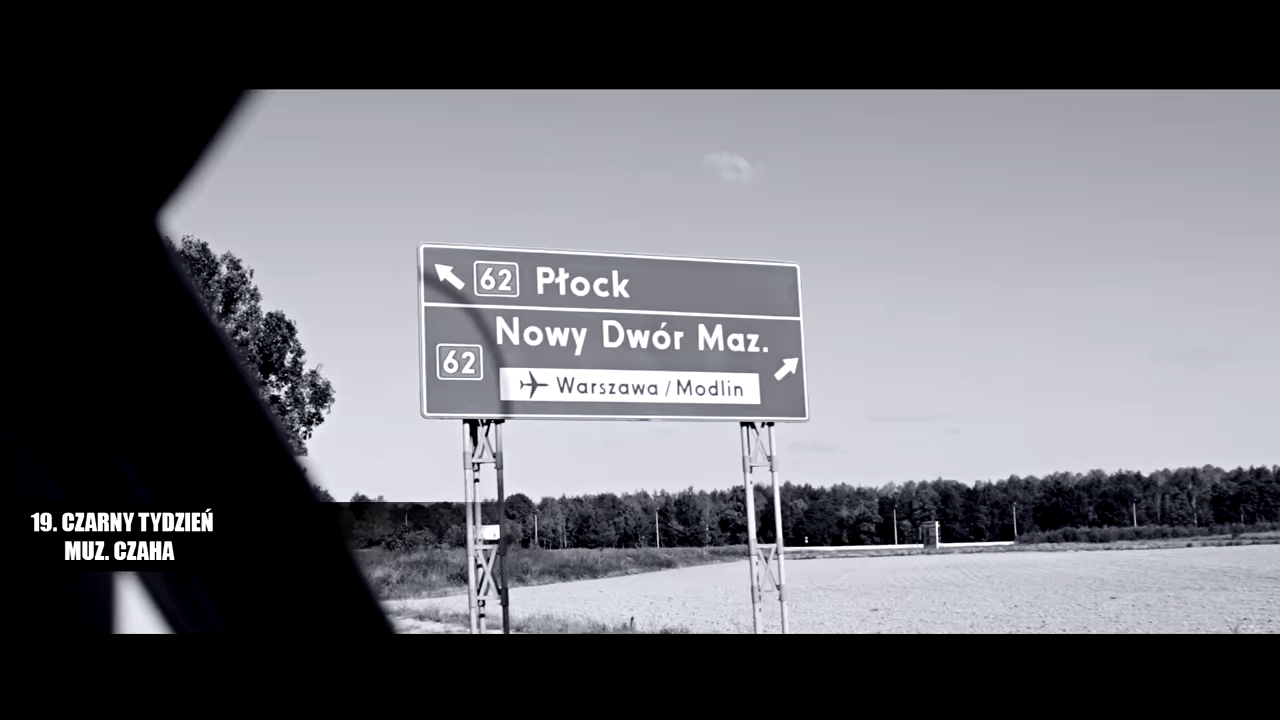 62 Płock
Nowy Dwór Maz.
62
Warszawa / Modlin
19. CZARNY TYDZIEŃ
MUZ. CZAHA